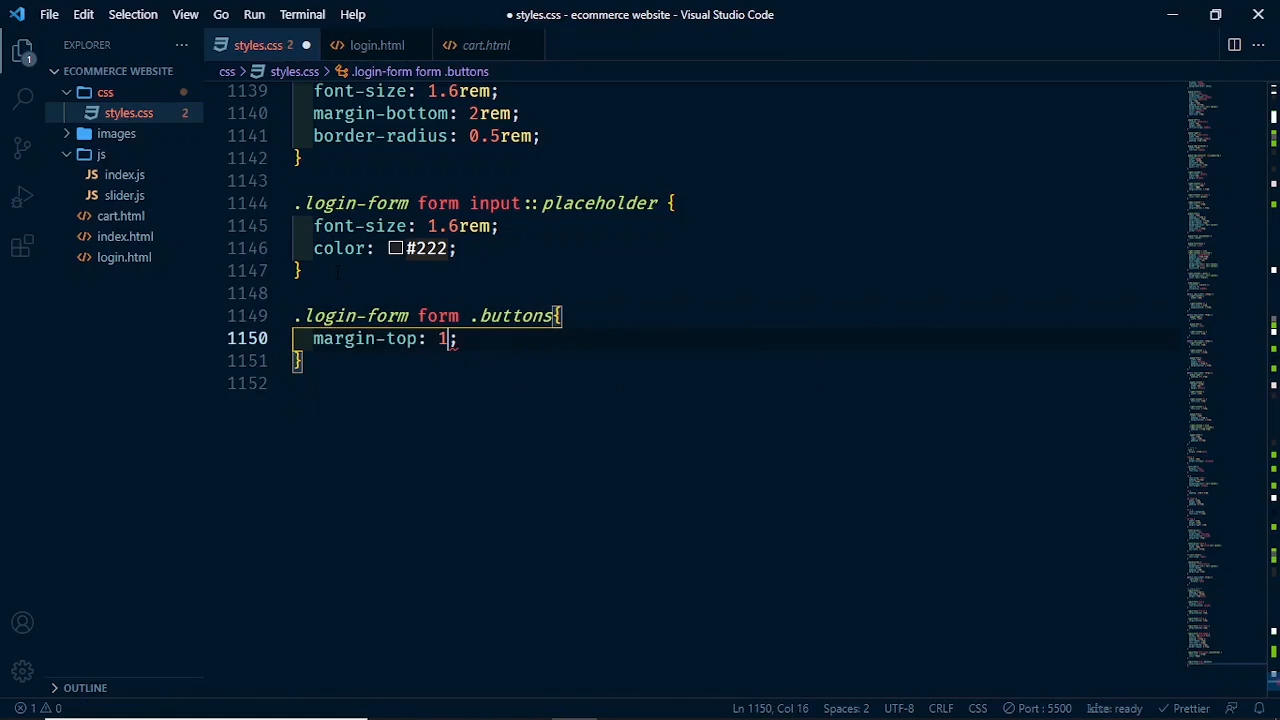 File Edit Selection View Go Run Terminal Help
● styles.css - ecommerce website - Visual Studio Code
1
EXPLORER ···
ECOMMERCE WEBSITE
css
styles.css 2
images
js
index.js
slider.js
cart.html
index.html
login.html
OUTLINE
styles.css 2
login.html
cart.html
css > styles.css > .login-form form .buttons
1139 font-size: 1.6rem;
1140 margin-bottom: 2rem;
1141 border-radius: 0.5rem;
1142 }
1143
1144 .login-form form input::placeholder {
1145 font-size: 1.6rem;
1146 color: #222;
1147 }
1148
1149 .login-form form .buttons{
1150 margin-top: 1;
1151 }
1152
1 0 Ln 1150, Col 16 Spaces: 2 UTF-8 CRLF CSS Port : 5500 kite: ready Prettier